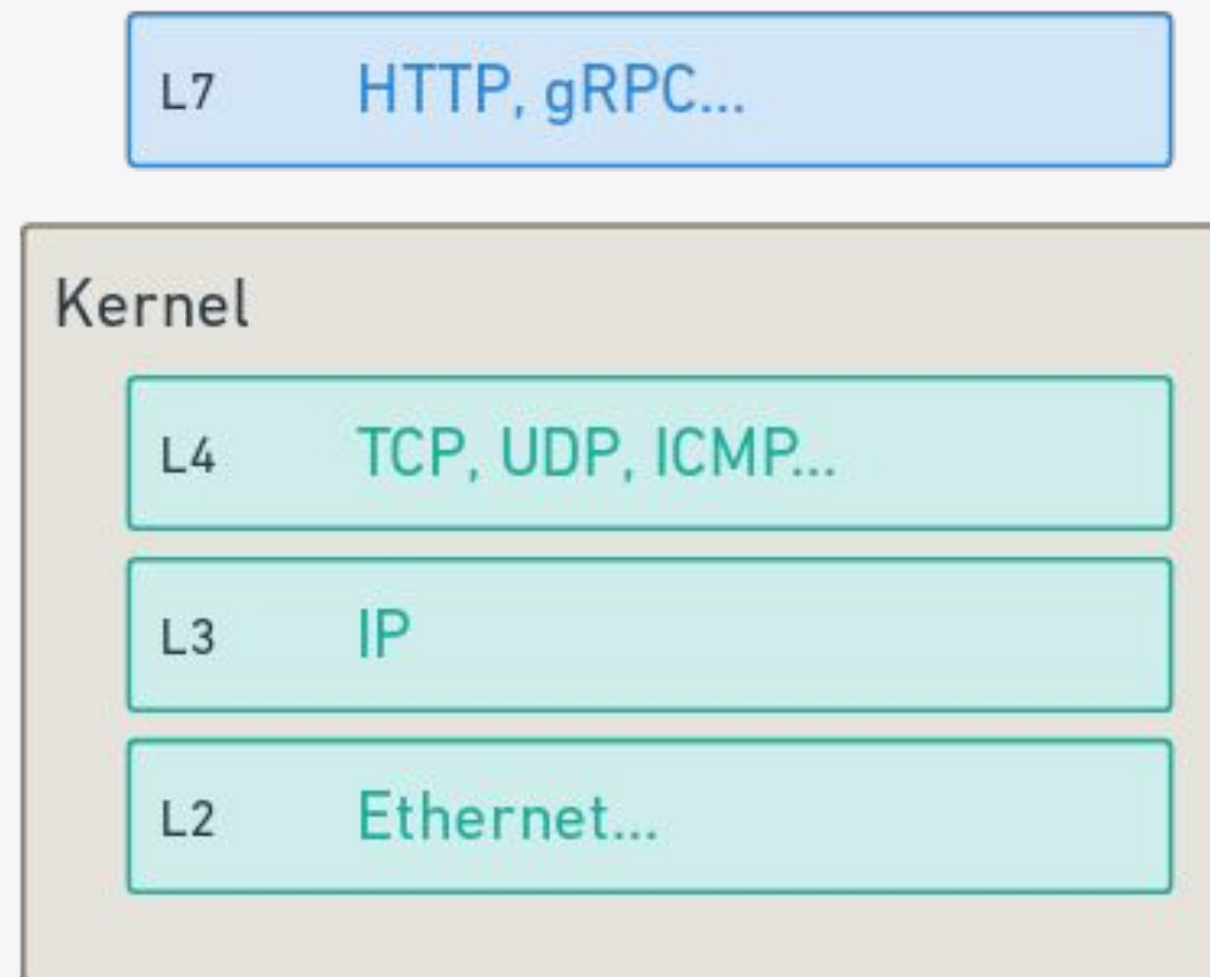 L7 HTTP, gRPC...
Kernel
L4 TCP, UDP, ICMP...
L3 IP
L2 Ethernet...